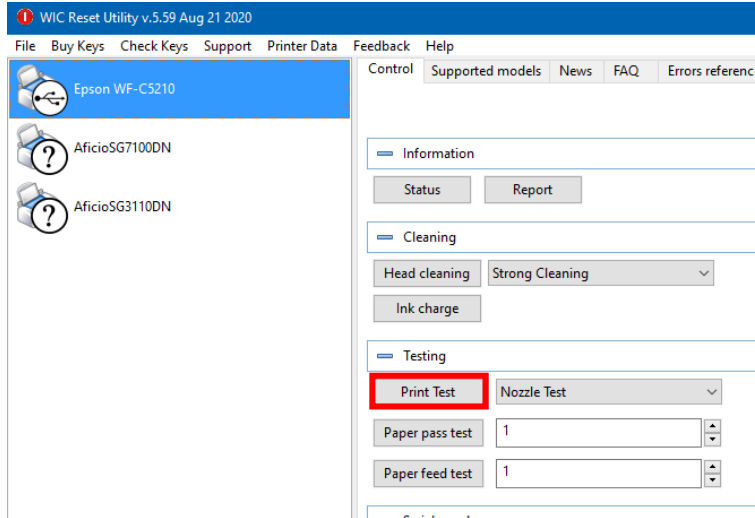 WIC Reset Utility v.5.59 Aug 21 2020
File Buy Keys Check Keys Support Printer Data Feedback Help
Epson WF-C5210
AficioSG7100DN
AficioSG3110DN
Control Supported models News FAQ Errors referenc
Information
Status Report
Cleaning
Head cleaning Strong Cleaning
Ink charge
Testing
Print Test Nozzle Test
Paper pass test 1
Paper feed test 1